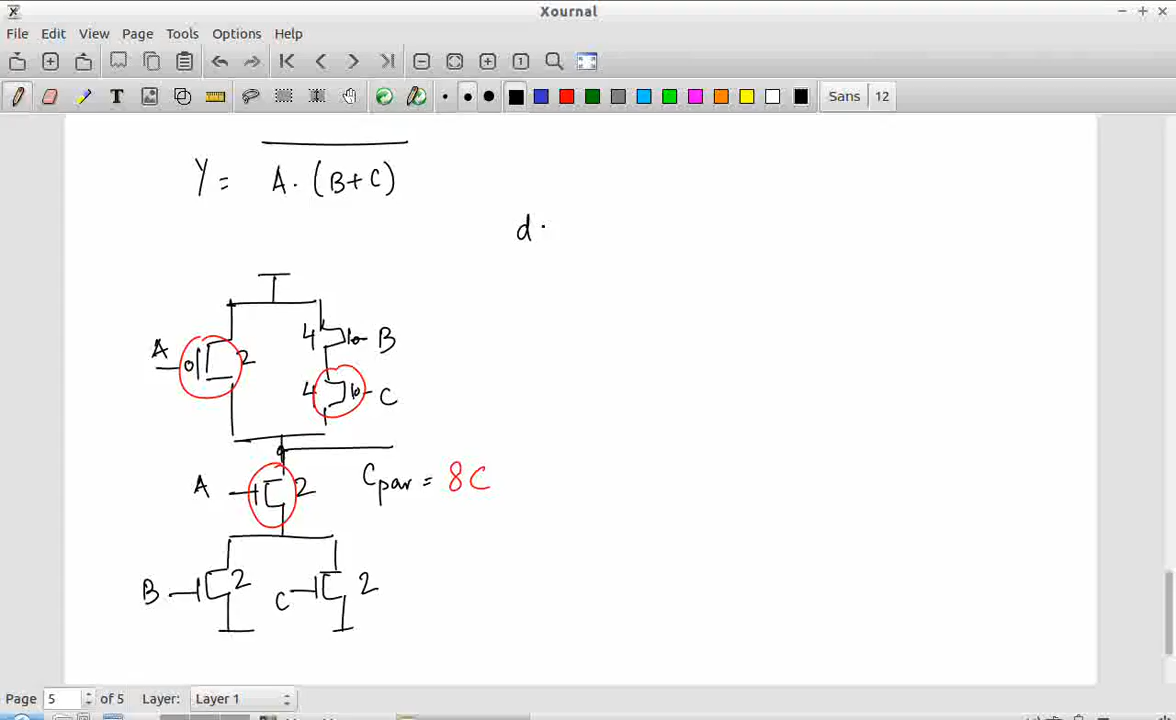 Xournal
File Edit View Page Tools Options Help
Sans 12
Y = A. (B+C)
d .
A 2 4 B
4 C
A 2 Cpar = 8C
B 2 C 2
Page 5 of 5 Layer: Layer 1